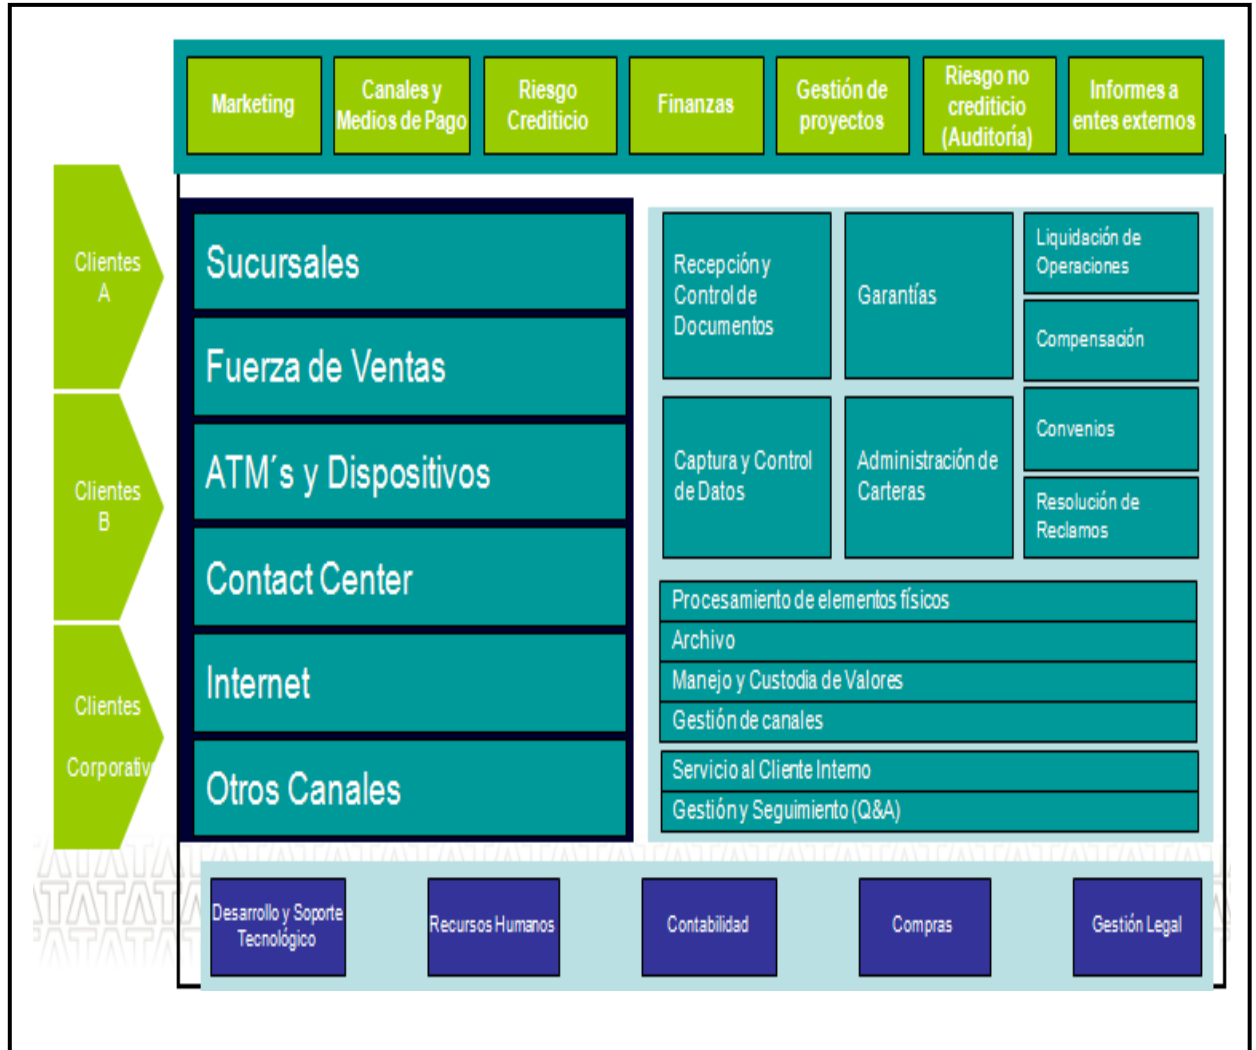 Marketing
Canales y
Medios de Pago
Riesgo
Crediticio
Finanzas
Gestión de
proyectos
Riesgo no
crediticio
(Auditoría)
Informes a
entes externos
Clientes
A
Clientes
B
Clientes
Corporativ
Sucursales
Fuerza de Ventas
ATM´s y Dispositivos
Contact Center
Internet
Otros Canales
Recepción y
Control de
Documentos
Garantías
Liquidación de
Operaciones
Compensación
Captura y Control
de Datos
Administración de
Carteras
Convenios
Resolución de
Reclamos
Procesamiento de elementos físicos
Archivo
Manejo y Custodia de Valores
Gestión de canales
Servicio al Cliente Interno
Gestión y Seguimiento (Q&A)
Desarrollo y Soporte
Tecnológico
Recursos Humanos
Contabilidad
Compras
Gestión Legal